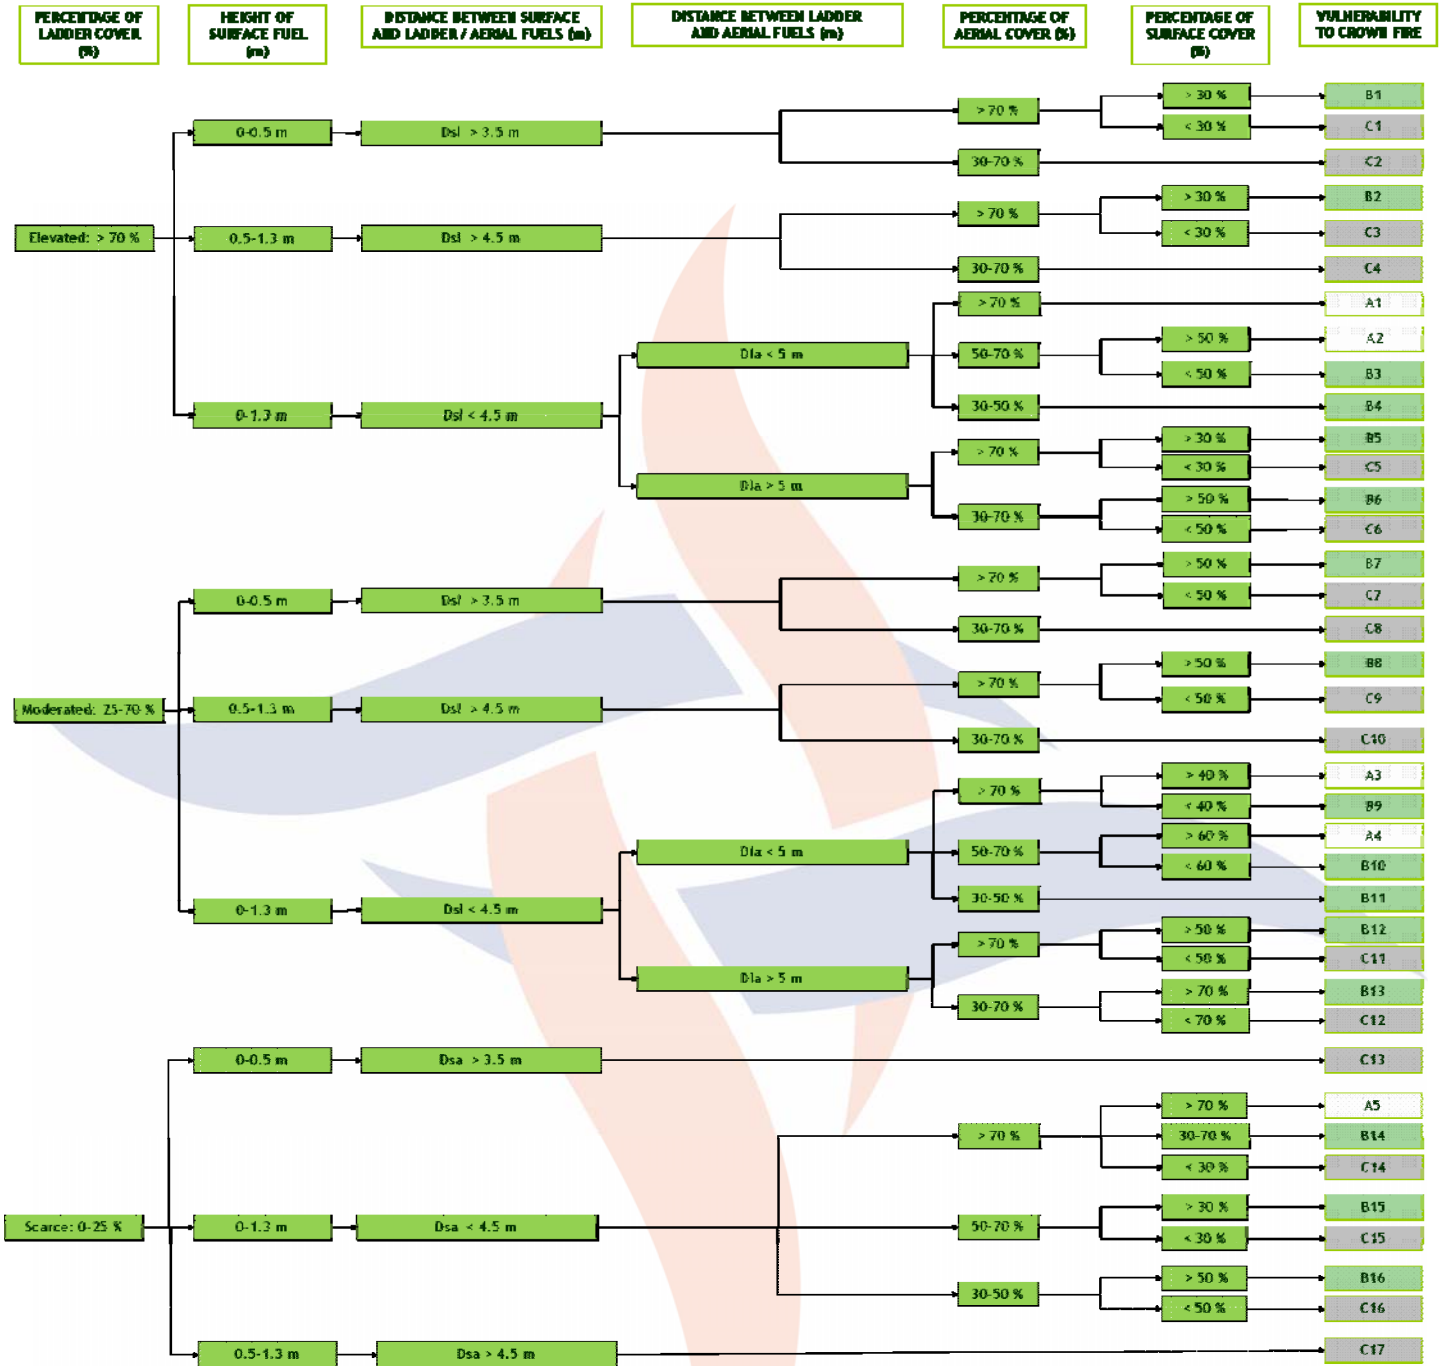 PERCENTAGE OF
LADDER COVER
(%)
HEIGHT OF
SURFACE FUEL
(m)
DISTANCE BETWEEN SURFACE
AND LADDER / AERIAL FUELS (m)
DISTANCE BETWEEN LADDER
AND AERIAL FUELS (m)
PERCENTAGE OF
AERIAL COVER (%)
PERCENTAGE OF
SURFACE COVER
(%)
VULNERABILITY
TO CROWN FIRE
Elevated: > 70 %
0-0.5 m
Dsl > 3.5 m
> 70 %
> 30 %
B1
< 30 %
C1
30-70 %
C2
0.5-1.3 m
Dsl > 4.5 m
> 70 %
> 30 %
B2
< 30 %
C3
30-70 %
C4
0-1.3 m
Dsl < 4.5 m
Dla < 5 m
> 70 %
A1
50-70 %
> 50 %
A2
< 50 %
B3
30-50 %
B4
Dla > 5 m
> 70 %
> 30 %
B5
< 30 %
C5
30-70 %
> 50 %
B6
< 50 %
C6
Moderated: 25-70 %
0-0.5 m
Dsl > 3.5 m
> 70 %
> 50 %
B7
< 50 %
C7
30-70 %
C8
0.5-1.3 m
Dsl > 4.5 m
> 70 %
> 50 %
B8
< 50 %
C9
30-70 %
C10
0-1.3 m
Dsl < 4.5 m
Dla < 5 m
> 70 %
> 40 %
A3
< 40 %
B9
50-70 %
> 60 %
A4
< 60 %
B10
30-50 %
B11
Dla > 5 m
> 70 %
> 50 %
B12
< 50 %
C11
30-70 %
> 70 %
B13
< 70 %
C12
Scarce: 0-25 %
0-0.5 m
Dsa > 3.5 m
C13
0-1.3 m
Dsa < 4.5 m
> 70 %
> 70 %
A5
30-70 %
B14
< 30 %
C14
50-70 %
> 30 %
B15
< 30 %
C15
30-50 %
> 50 %
B16
< 50 %
C16
0.5-1.3 m
Dsa > 4.5 m
C17